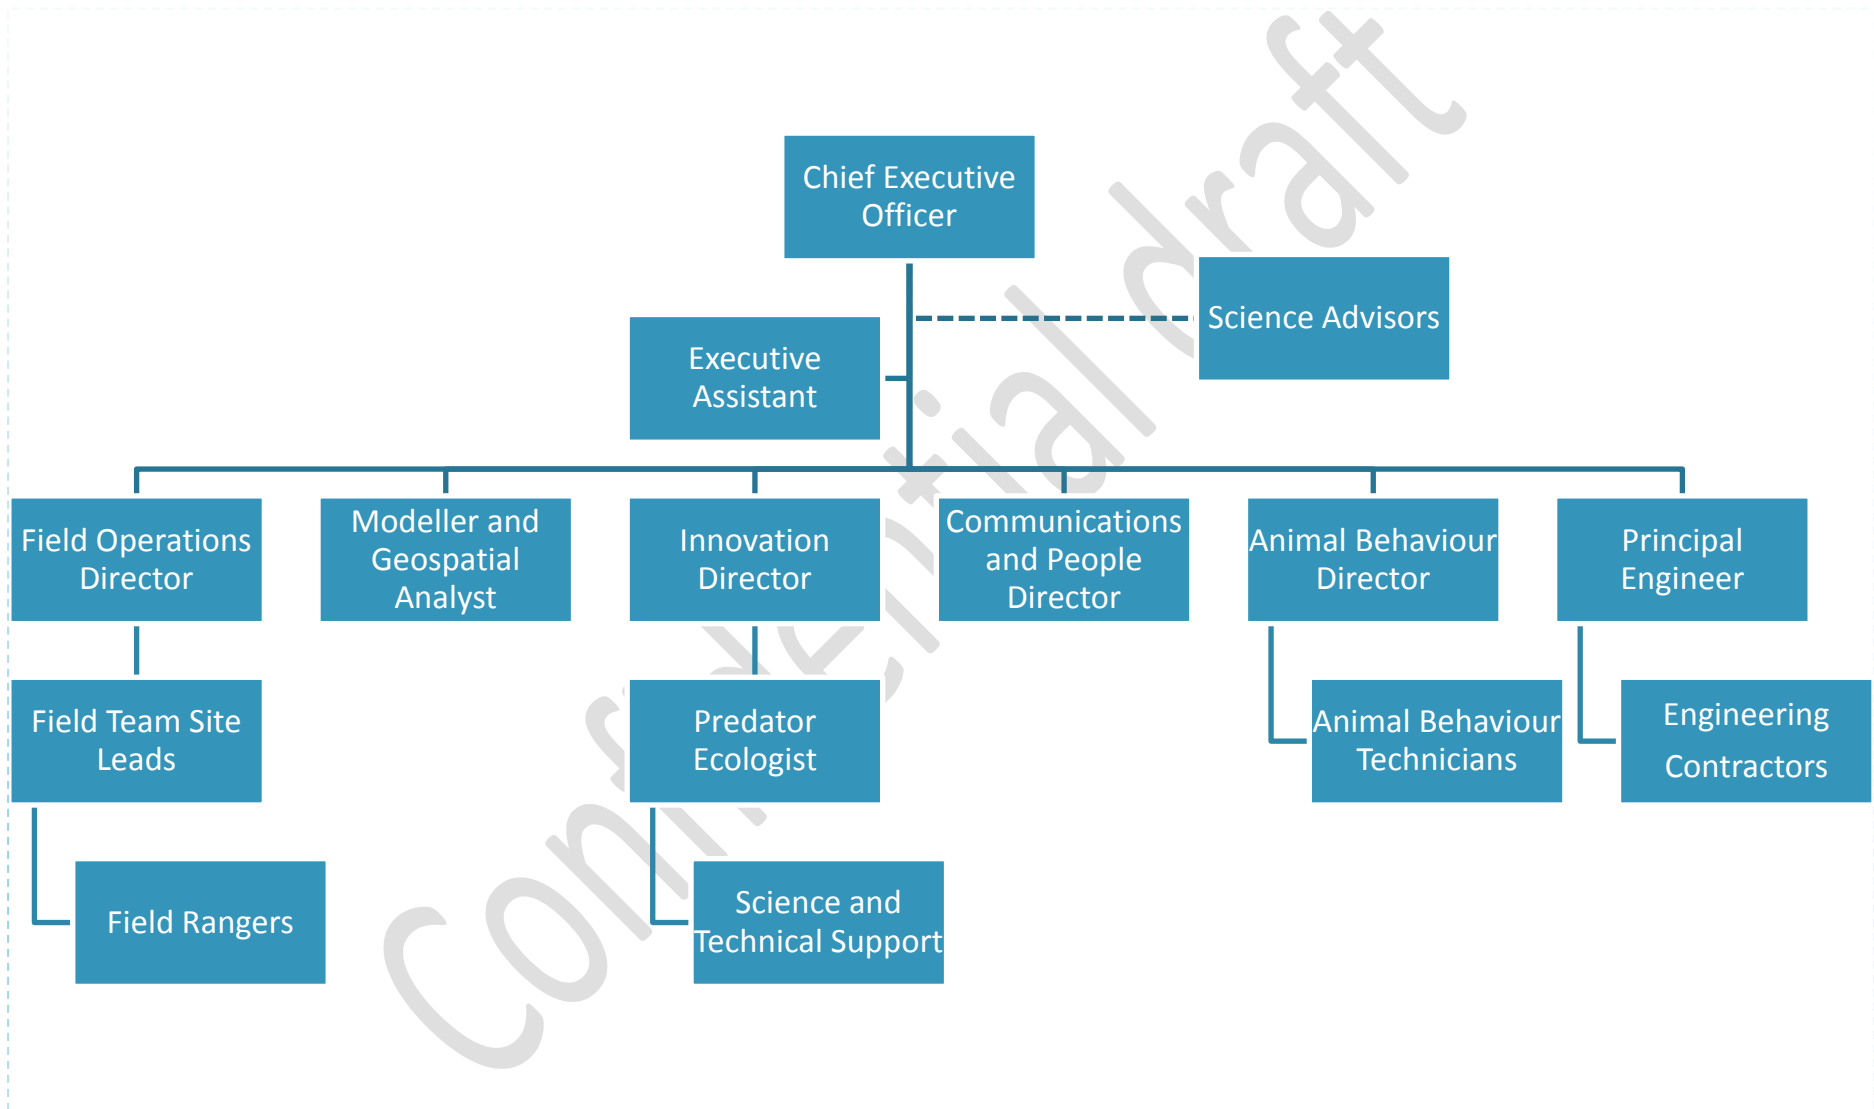 Chief Executive
Officer
Science Advisors
Executive
Assistant
Field Operations
Director
Modeller and
Geospatial
Analyst
Innovation
Director
Communications
and People
Director
Animal Behaviour
Director
Principal
Engineer
Field Team Site
Leads
Predator
Ecologist
Animal Behaviour
Technicians
Engineering
Contractors
Field Rangers
Science and
Technical Support
Confidential draft